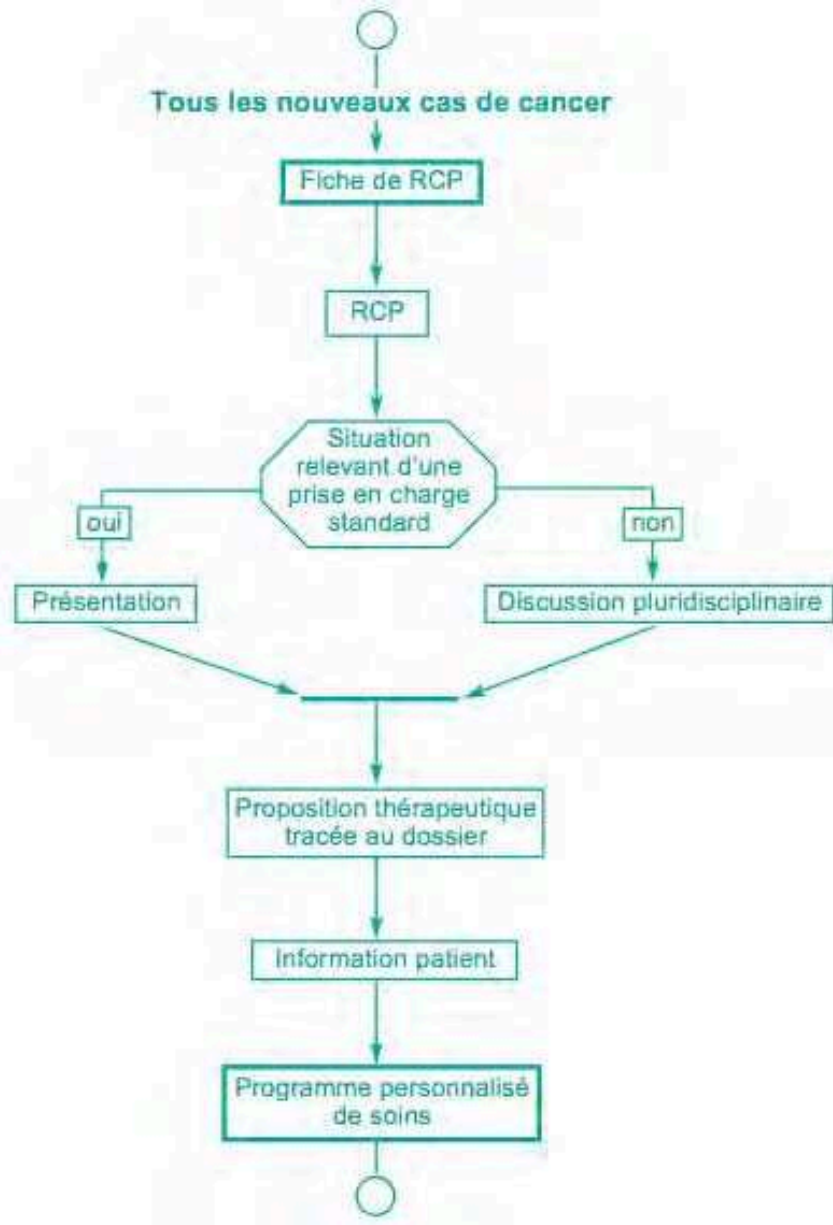 Tous les nouveaux cas de cancer
Fiche de RCP
RCP
Situation
relevant d'une
prise en charge
standard
oui
non
Présentation
Discussion pluridisciplinaire
Proposition thérapeutique
tracée au dossier
Information patient
Programme personnalisé
de soins